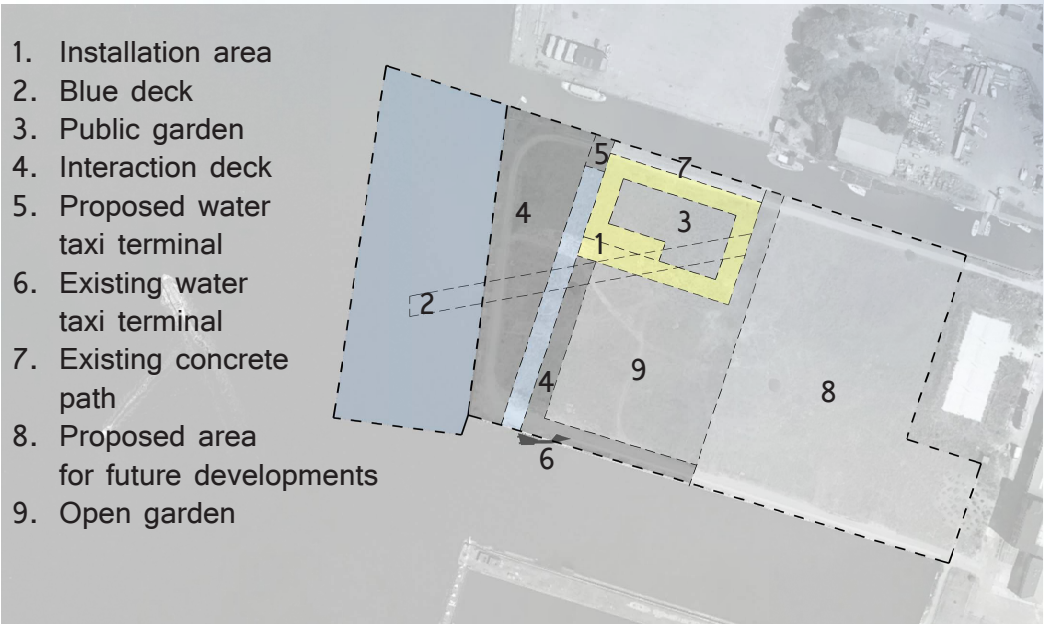 1. Installation area
2. Blue deck
3. Public garden
4. Interaction deck
5. Proposed water
taxi terminal
6. Existing water
taxi terminal
7. Existing concrete
path
8. Proposed area
for future developments
9. Open garden
5
7
4
3
1
2
9
4
8
6